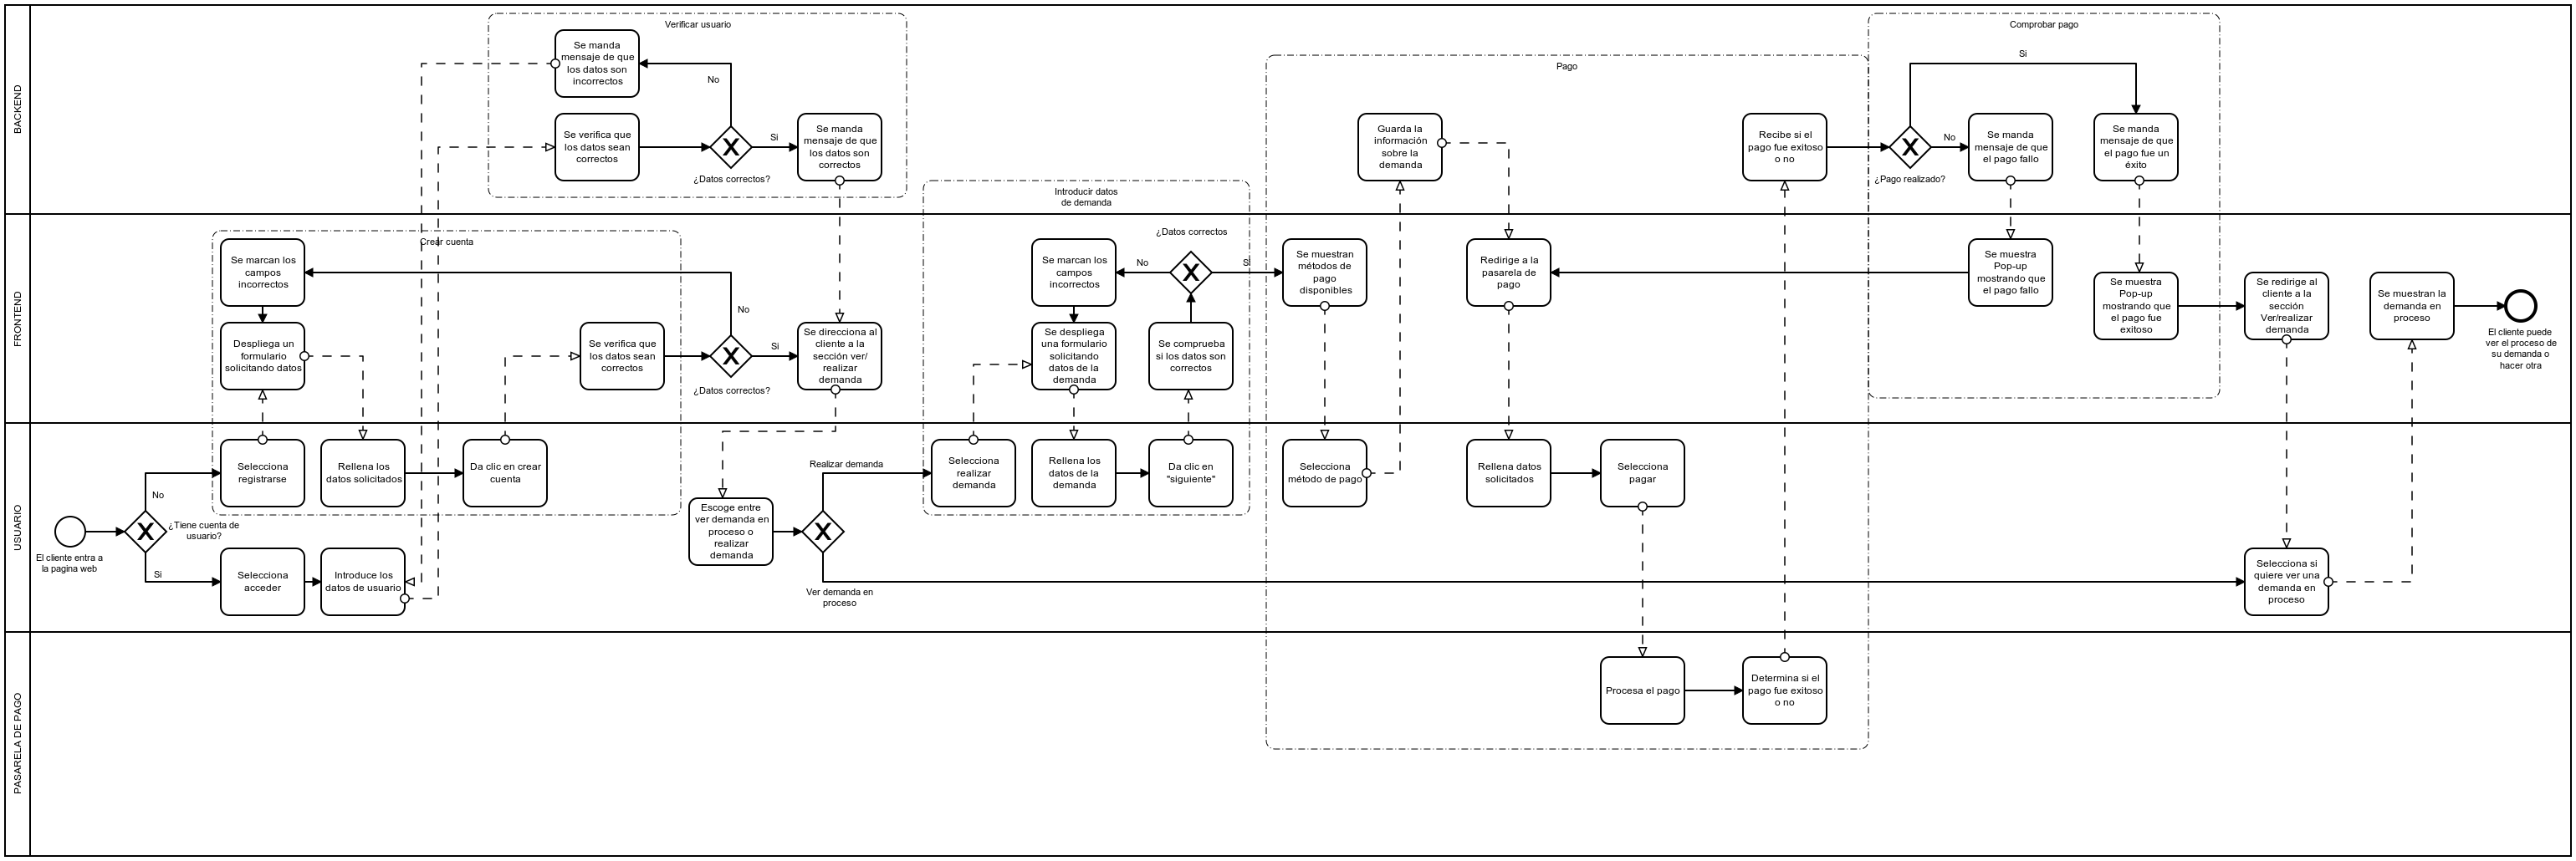 BACKEND
Verificar usuario
Se manda
mensaje de que
los datos son
incorrectos
No
Se verifica que
los datos sean
correctos
¿Datos correctos?
Si
Se manda
mensaje de que
los datos son
correctos
Pago
Guarda la
información
sobre la
demanda
Recibe si el
pago fue exitoso
o no
Comprobar pago
Si
¿Pago realizado?
No
Se manda
mensaje de que
el pago fallo
Se manda
mensaje de que
el pago fue un
éxito
FRONTEND
Crear cuenta
Se marcan los
campos
incorrectos
Despliega un
formulario
solicitando datos
Se verifica que
los datos sean
correctos
No
¿Datos correctos?
Si
Se direcciona al
cliente a la
sección ver/
realizar
demanda
Introducir datos
de demanda
Se marcan los
campos
incorrectos
No
¿Datos correctos
Si
Se despliega
una formulario
solicitando
datos de la
demanda
Se comprueba
si los datos son
correctos
Se muestran
métodos de
pago
disponibles
Redirige a la
pasarela de
pago
Se muestra
Pop-up
mostrando que
el pago fallo
Se muestra
Pop-up
mostrando que
el pago fue
exitoso
Se redirige al
cliente a la
sección
Ver/realizar
demanda
Se muestran la
demanda en
proceso
El cliente puede
ver el proceso de
su demanda o
hacer otra
USUARIO
El cliente entra a
la pagina web
No
¿Tiene cuenta de
usuario?
Si
Selecciona
registrarse
Rellena los
datos solicitados
Da clic en crear
cuenta
Selecciona
acceder
Introduce los
datos de usuario
Escoge entre
ver demanda en
proceso o
realizar
demanda
Realizar demanda
Ver demanda en
proceso
Selecciona
realizar
demanda
Rellena los
datos de la
demanda
Da clic en
"siguiente"
Selecciona
método de pago
Rellena datos
solicitados
Selecciona
pagar
Selecciona si
quiere ver una
demanda en
proceso
PASARELA DE PAGO
Procesa el pago
Determina si el
pago fue exitoso
o no